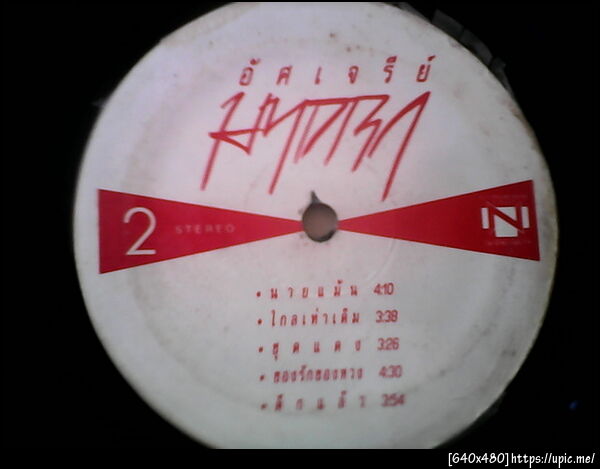 อัศเจรีย์
2 STEREO N
• นายแม้น 4:10
• ไกลเท่าเดิม 3:38
• ชุดแดง 3:26
• ของรักของหวง 4:30
• ดึกแล้ว 3:54
[640x480]https://upic.me/